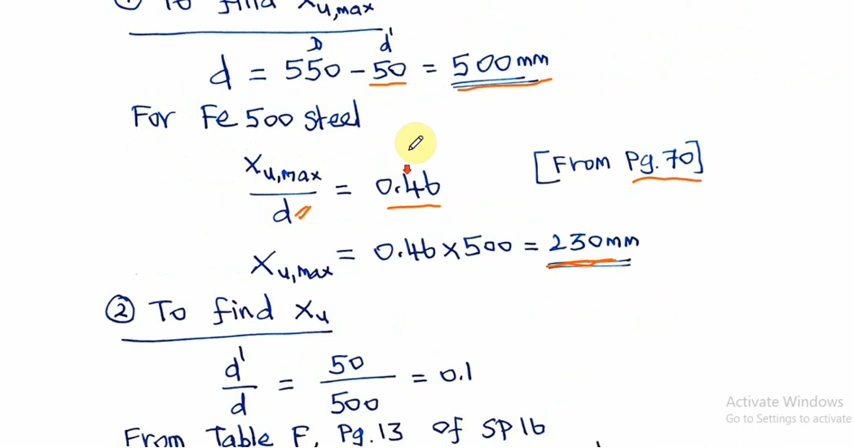 ① To find Xu,max
d = 550 - 50 = 500mm
D d'
For Fe 500 steel
Xu,max / d = 0.46 [From Pg.70]
Xu,max = 0.46 × 500 = 230mm
② To find Xu
d' / d = 50 / 500 = 0.1
From Table F, Pg.13 of SP16
Activate Windows
Go to Settings to activate